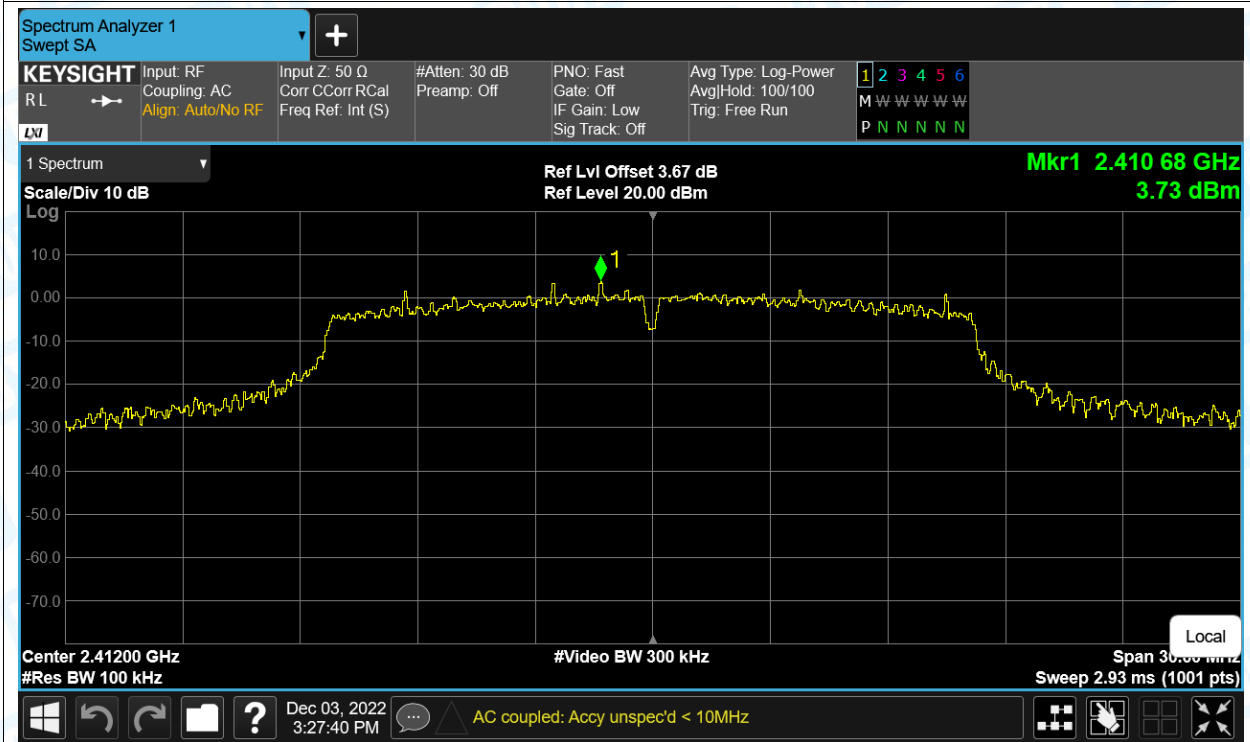 Spectrum Analyzer 1
Swept SA
+
KEYSIGHT
R L
LXI
Input: RF
Coupling: AC
Align: Auto/No RF
Input Z: 50 Ω
Corr CCorr RCal
Freq Ref: Int (S)
#Atten: 30 dB
Preamp: Off
PNO: Fast
Gate: Off
IF Gain: Low
Sig Track: Off
Avg Type: Log-Power
Avg|Hold: 100/100
Trig: Free Run
1 2 3 4 5 6
M W W W W W
P N N N N N
1 Spectrum
Scale/Div 10 dB
Log
Ref Lvl Offset 3.67 dB
Ref Level 20.00 dBm
Mkr1 2.410 68 GHz
3.73 dBm
1
10.0
0.00
-10.0
-20.0
-30.0
-40.0
-50.0
-60.0
-70.0
Local
Center 2.41200 GHz
#Res BW 100 kHz
#Video BW 300 kHz
Span 30.00 MHz
Sweep 2.93 ms (1001 pts)
?
Dec 03, 2022
3:27:40 PM
AC coupled: Accy unspec'd < 10MHz